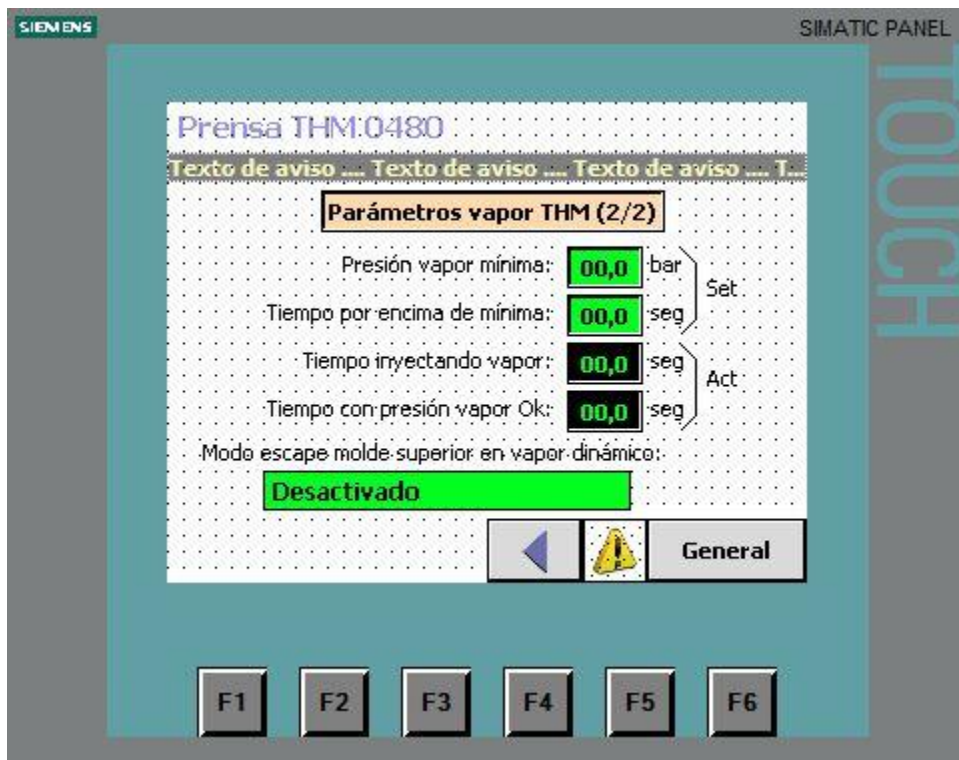 SIEMENS
SIMATIC PANEL
TOUCH
Prensa THM.0480
Texto de aviso .... Texto de aviso .... Texto de aviso .... T...
Parámetros vapor THM (2/2)
Presión vapor mínima: 00,0 bar
Set
Tiempo por encima de mínima: 00,0 seg
Tiempo inyectando vapor: 00,0 seg
Act
Tiempo con presión vapor Ok: 00,0 seg
Modo escape molde superior en vapor dinámico:
Desactivado
General
F1 F2 F3 F4 F5 F6